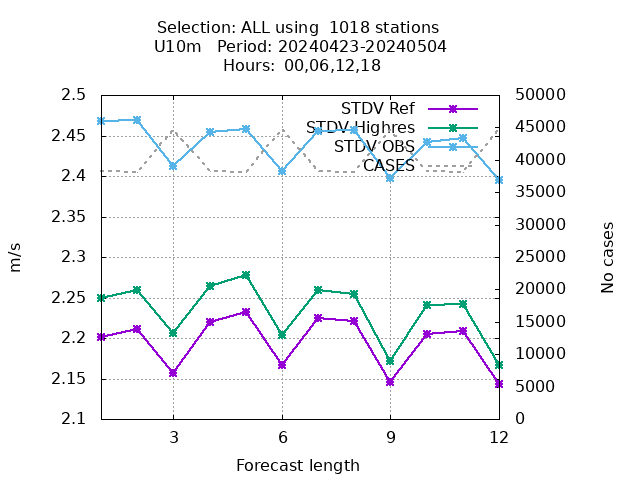 Selection: ALL using  1018 stations
U10m   Period: 20240423-20240504
Hours:  00,06,12,18
STDV Ref
STDV Highres
STDV OBS
CASES
2.5
2.45
2.4
2.35
2.3
2.25
2.2
2.15
2.1
50000
45000
40000
35000
30000
25000
20000
15000
10000
5000
0
m/s
No cases
3 6 9 12
Forecast length